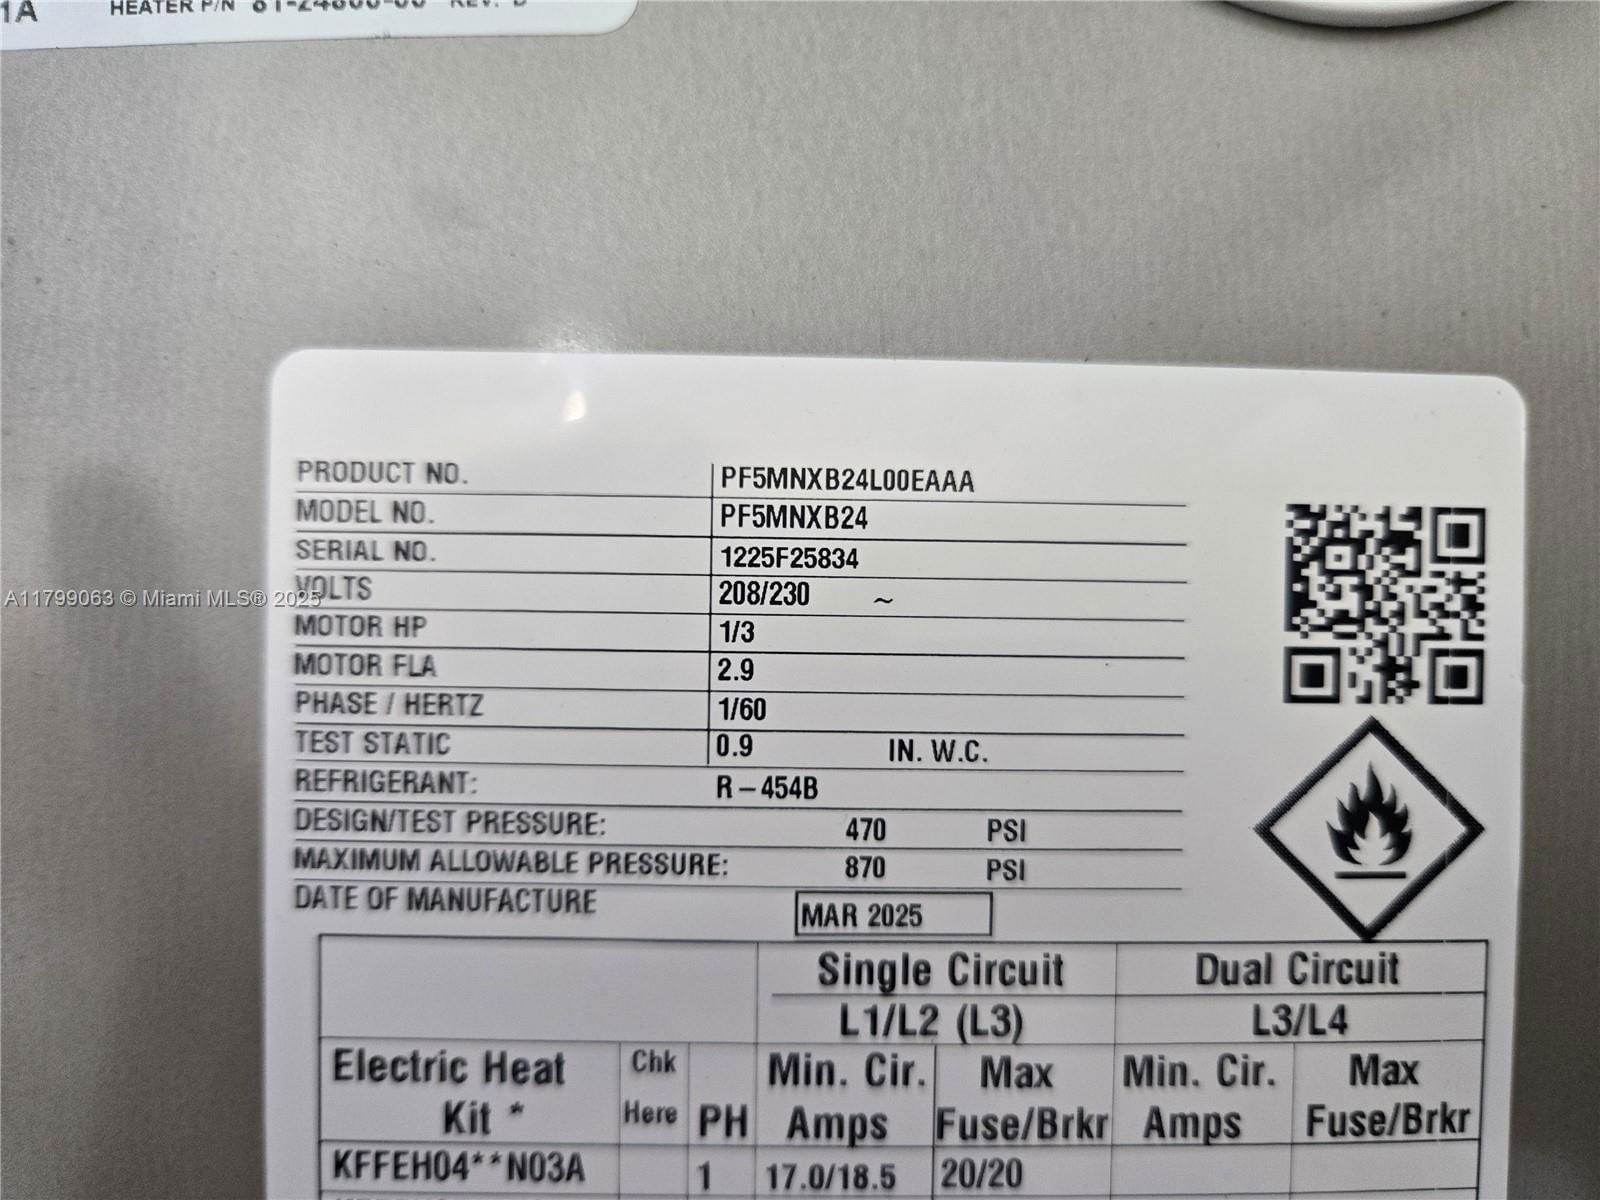 1A HEATER P/N 81-24800-00 REV. D
PRODUCT NO. PF5MNXB24L00EAAA
MODEL NO. PF5MNXB24
SERIAL NO. 1225F25834
VOLTS 208/230 ~
MOTOR HP 1/3
MOTOR FLA 2.9
PHASE / HERTZ 1/60
TEST STATIC 0.9 IN. W.C.
REFRIGERANT: R-454B
DESIGN/TEST PRESSURE: 470 PSI
MAXIMUM ALLOWABLE PRESSURE: 870 PSI
DATE OF MANUFACTURE MAR 2025
Single Circuit Dual Circuit
L1/L2 (L3) L3/L4
Electric Heat Chk Min. Cir. Max Min. Cir. Max
Kit * Here PH Amps Fuse/Brkr Amps Fuse/Brkr
KFFEH04**N03A 1 17.0/18.5 20/20
A11799063 © Miami MLS® 2025